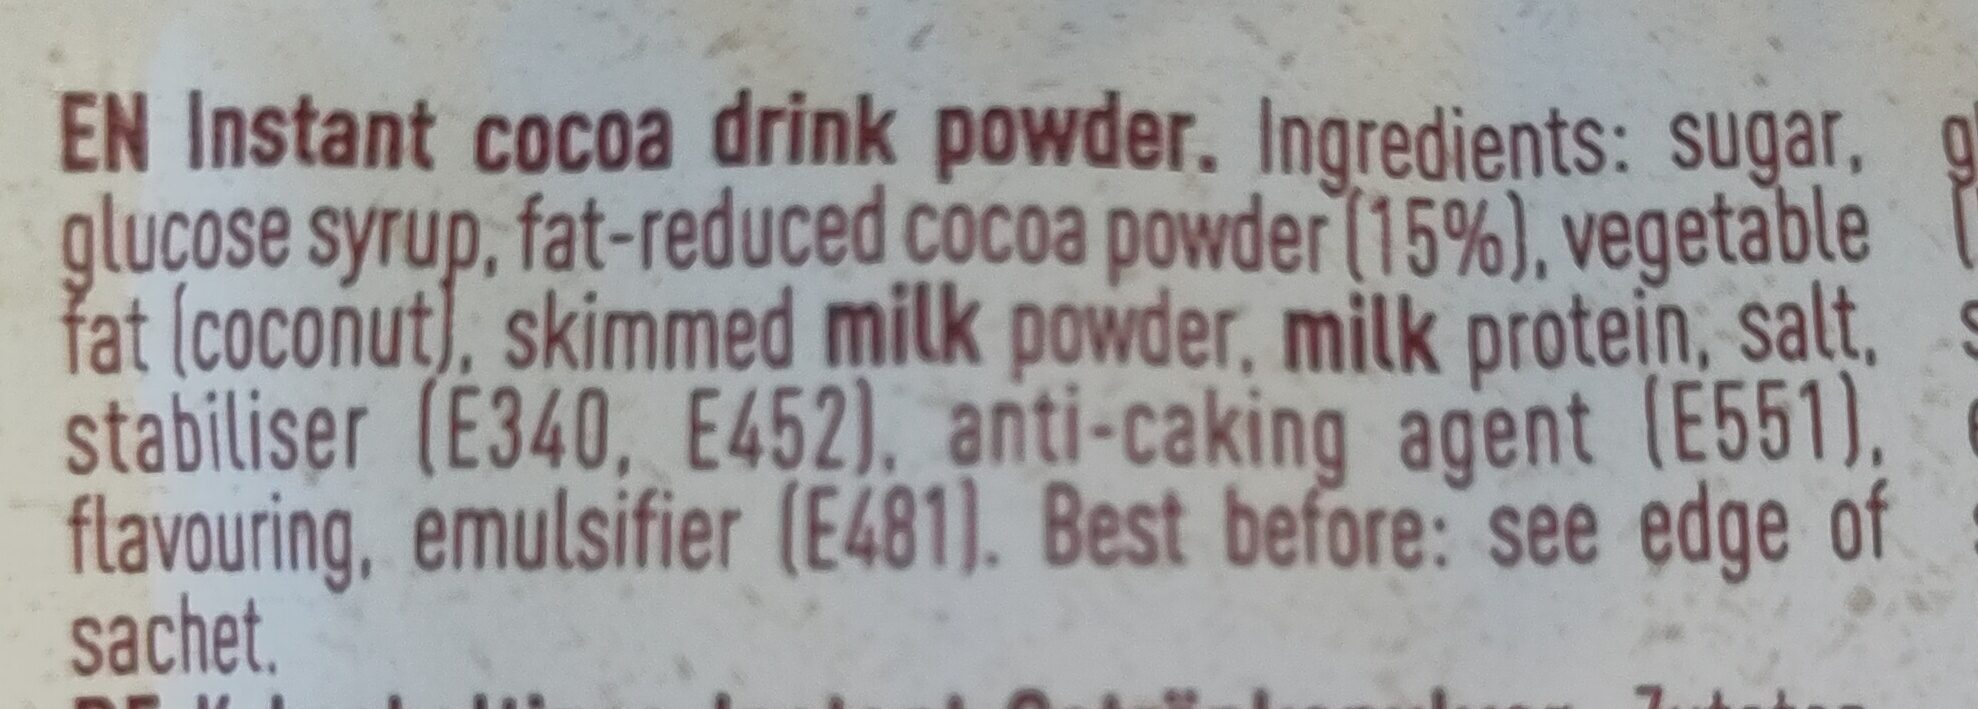 EN Instant cocoa drink powder. Ingredients: sugar,
glucose syrup, fat-reduced cocoa powder (15%), vegetable
fat (coconut), skimmed milk powder, milk protein, salt,
stabiliser (E340, E452), anti-caking agent (E551),
flavouring, emulsifier (E481). Best before: see edge of
sachet.